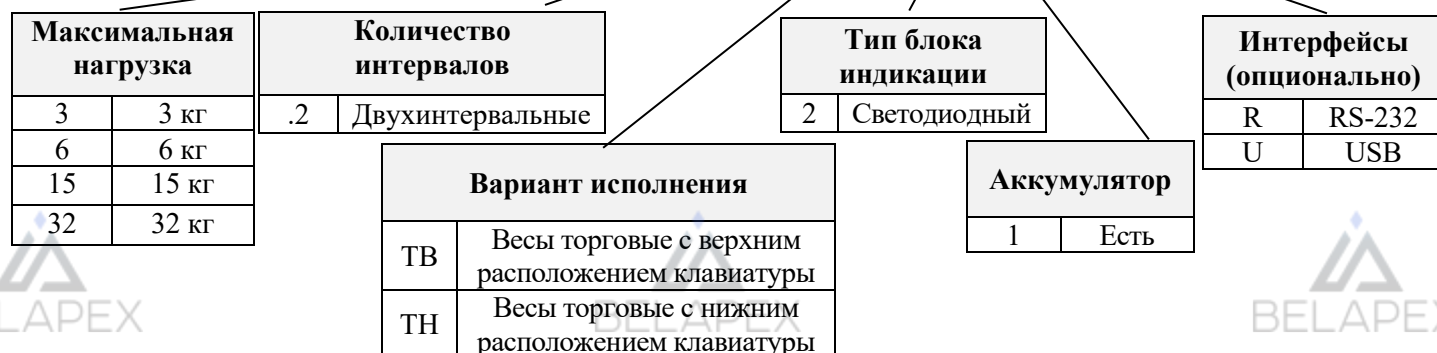 Максимальная
нагрузка
3 3 кг
6 6 кг
15 15 кг
32 32 кг
Количество
интервалов
.2 Двухинтервальные
Вариант исполнения
ТВ Весы торговые с верхним
расположением клавиатуры
ТН Весы торговые с нижним
расположением клавиатуры
Тип блока
индикации
2 Светодиодный
Аккумулятор
1 Есть
Интерфейсы
(опционально)
R RS-232
U USB
LAPEX
BELAPEX
BELAPEX